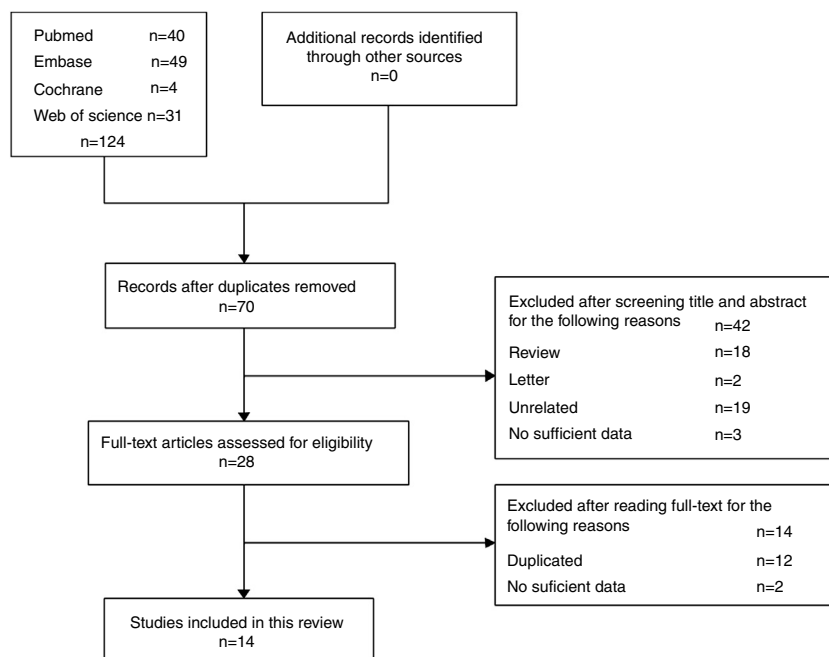 Pubmed n=40
Embase n=49
Cochrane n=4
Web of science n=31
n=124
Additional records identified
through other sources
n=0
Records after duplicates removed
n=70
Excluded after screening title and abstract
for the following reasons n=42
Review n=18
Letter n=2
Unrelated n=19
No sufficient data n=3
Full-text articles assessed for eligibility
n=28
Excluded after reading full-text for the
following reasons n=14
Duplicated n=12
No suficient data n=2
Studies included in this review
n=14